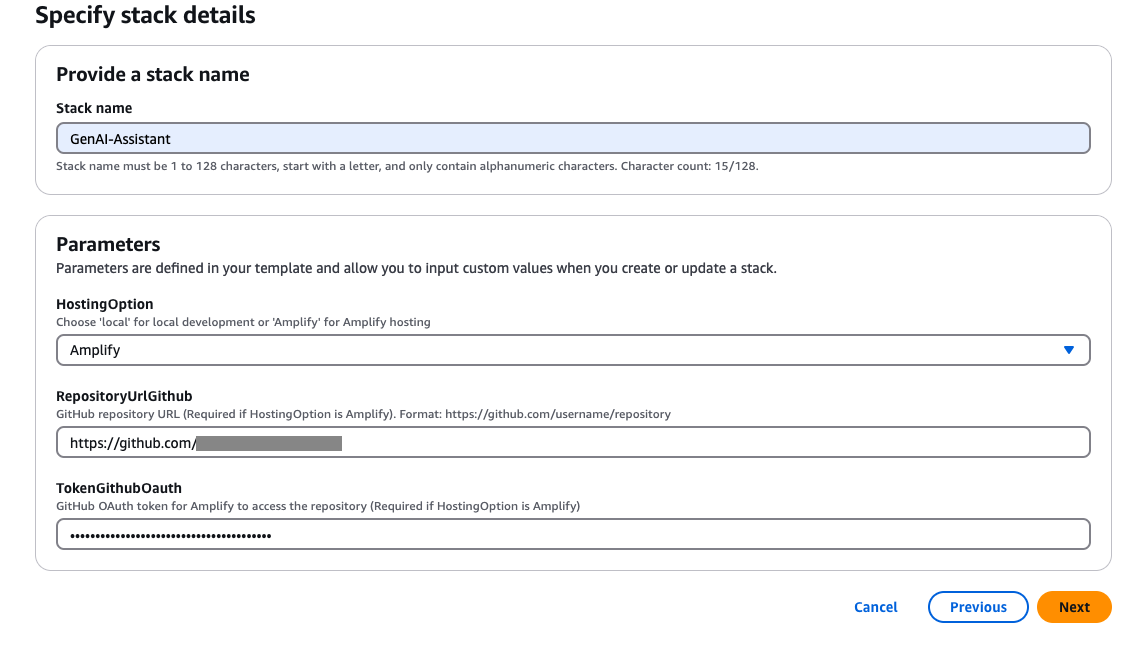 Specify stack details
Provide a stack name
Stack name
GenAI-Assistant
Stack name must be 1 to 128 characters, start with a letter, and only contain alphanumeric characters. Character count: 15/128.
Parameters
Parameters are defined in your template and allow you to input custom values when you create or update a stack.
HostingOption
Choose 'local' for local development or 'Amplify' for Amplify hosting
Amplify
RepositoryUrlGithub
GitHub repository URL (Required if HostingOption is Amplify). Format: https://github.com/username/repository
https://github.com/
TokenGithubOauth
GitHub OAuth token for Amplify to access the repository (Required if HostingOption is Amplify)
••••••••••••••••••••••••••••••••••••••••
Cancel Previous Next